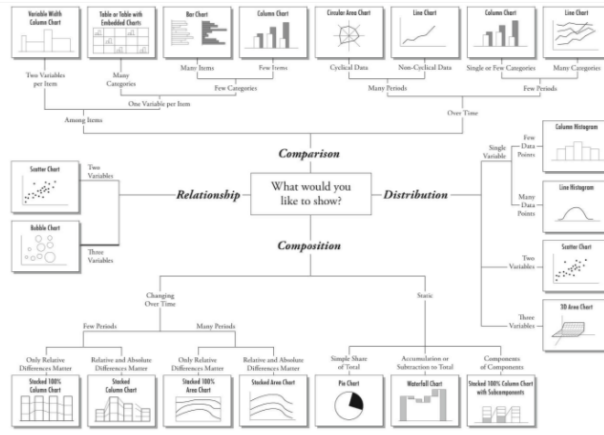 Variable Width
Column Chart
Table or Table with
Embedded Charts
Bar Chart
Column Chart
Circular Area Chart
Line Chart
Column Chart
Line Chart
Two Variables
per Item
Many
Categories
Many Items
Few Items
Cyclical Data
Non-Cyclical Data
Single or Few Categories
Many Categories
Few Categories
Many Periods
Few Periods
One Variable per Item
Among Items
Over Time
Comparison
What would you
like to show?
Relationship
Distribution
Composition
Scatter Chart
Two
Variables
Bubble Chart
Three
Variables
Single
Variable
Few
Data
Points
Column Histogram
Many
Data
Points
Line Histogram
Two
Variables
Scatter Chart
Three
Variables
3D Area Chart
Changing
Over Time
Static
Few Periods
Many Periods
Only Relative
Differences Matter
Relative and Absolute
Differences Matter
Only Relative
Differences Matter
Relative and Absolute
Differences Matter
Simple Share
of Total
Accumulation or
Subtraction to Total
Components
of Components
Stacked 100%
Column Chart
Stacked
Column Chart
Stacked 100%
Area Chart
Stacked Area Chart
Pie Chart
Waterfall Chart
Stacked 100% Column Chart
with Subcomponents